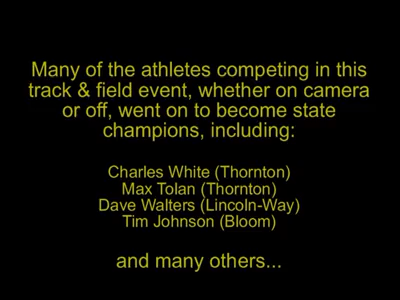 Many of the athletes competing in this
track & field event, whether on camera
or off, went on to become state
champions, including:
Charles White (Thornton)
Max Tolan (Thornton)
Dave Walters (Lincoln-Way)
Tim Johnson (Bloom)
and many others...